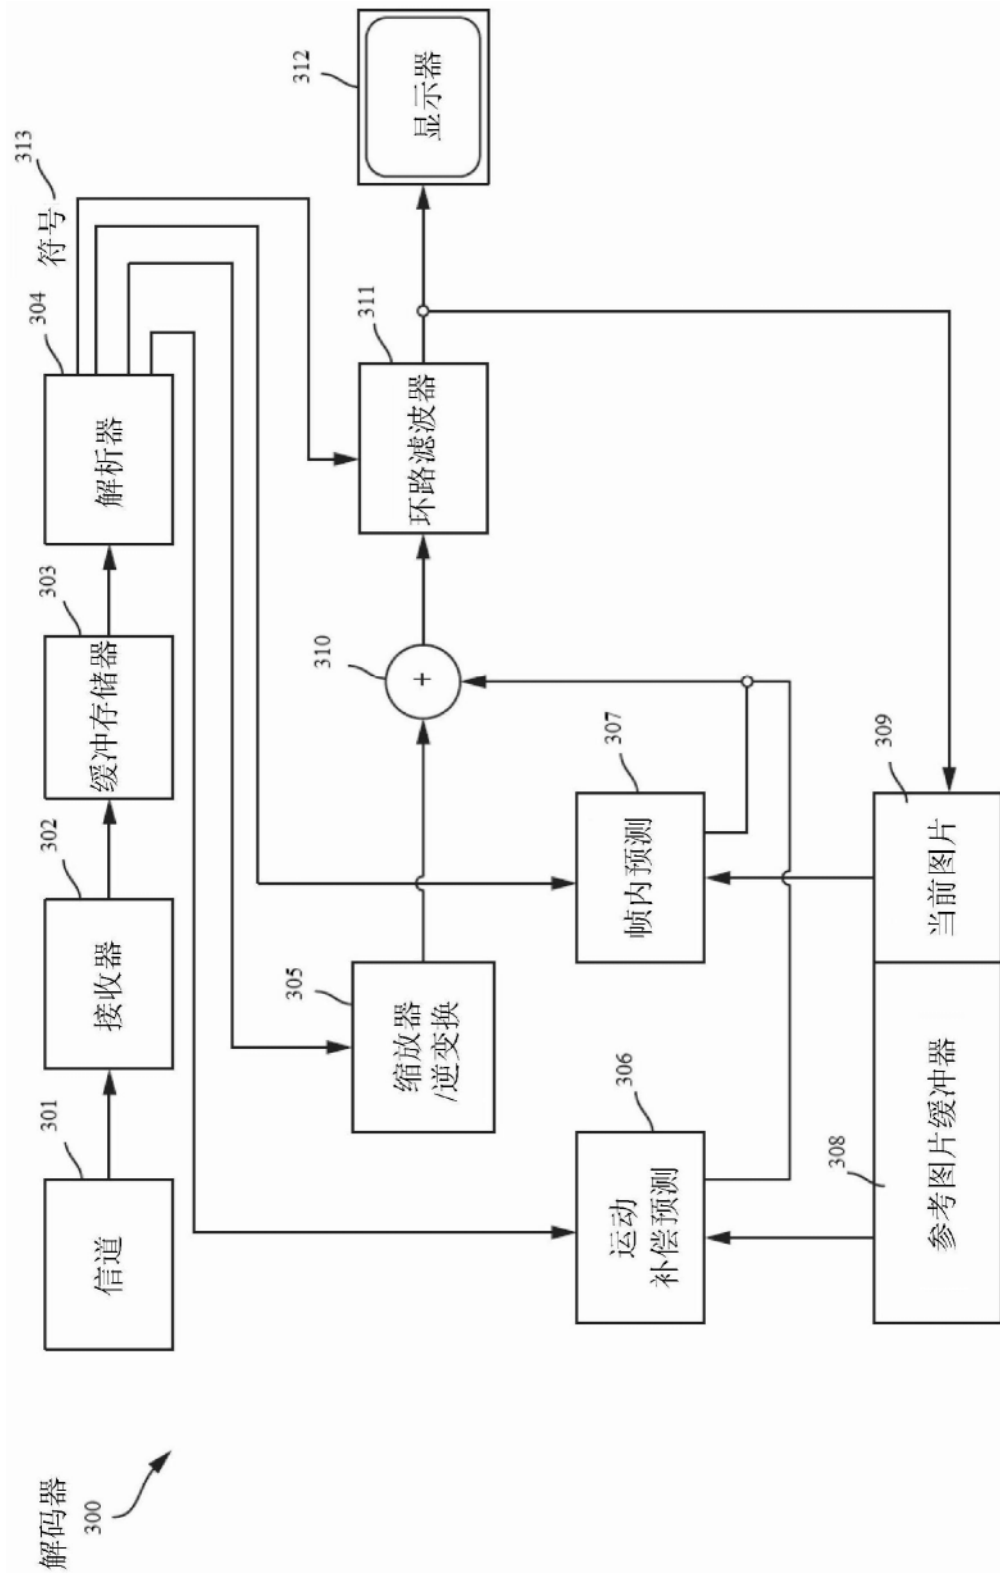 解码器
300
信道
301
接收器
302
缓冲存储器
303
解析器
304
符号
313
缩放器
/逆变换
305
+
310
环路滤波器
311
显示器
312
运动
补偿预测
306
帧内预测
307
参考图片缓冲器
308
当前图片
309